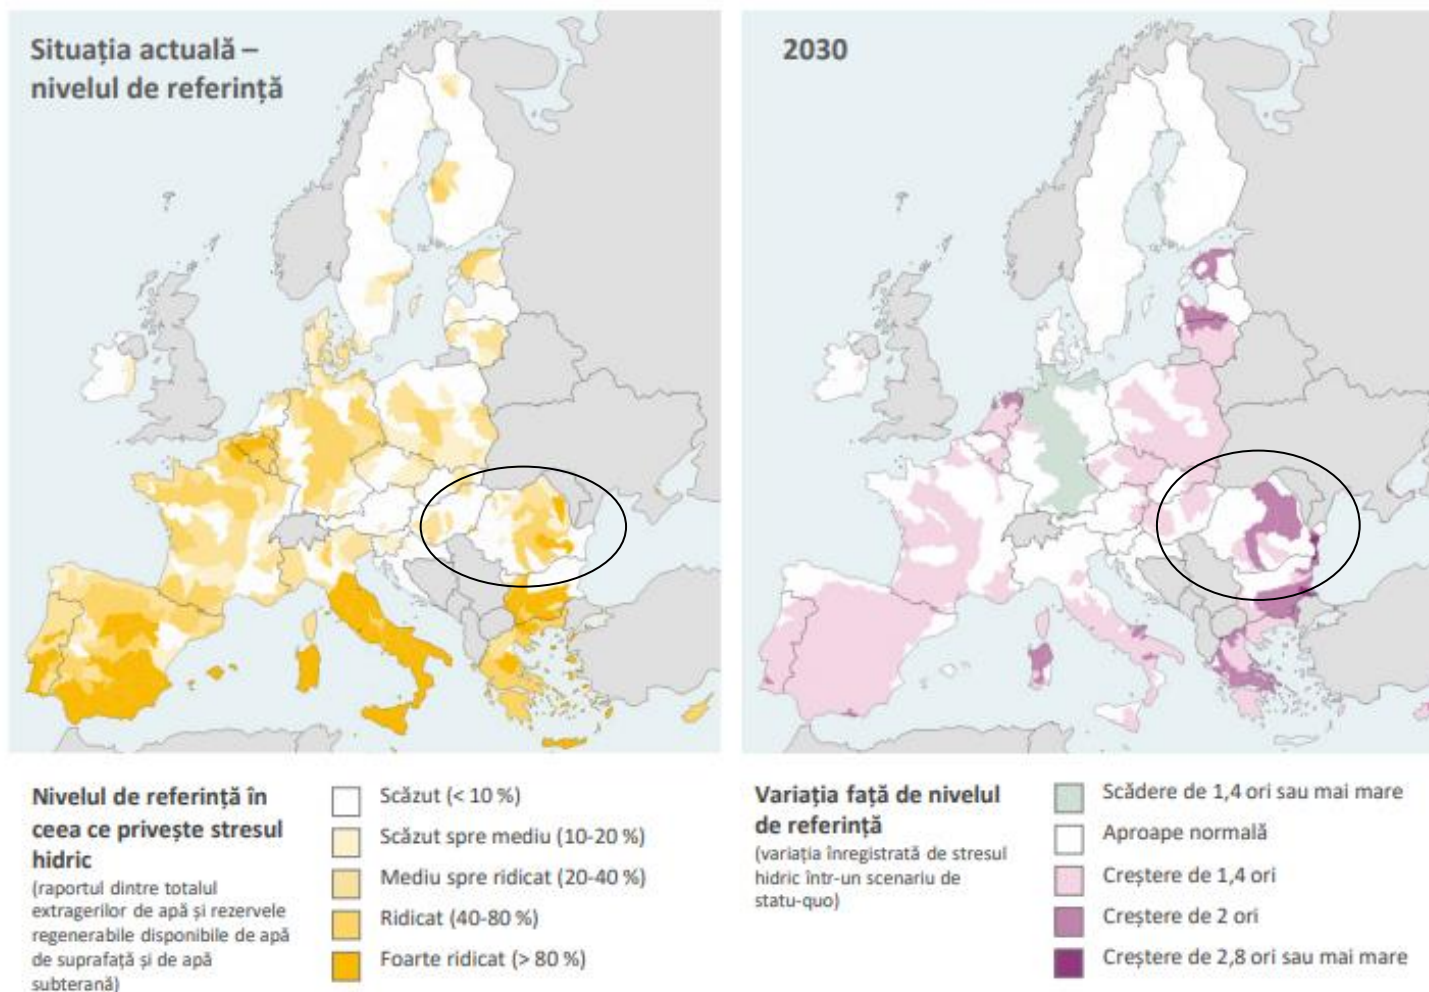 Situația actuală –
nivelul de referință
2030
Nivelul de referință în
ceea ce privește stresul
hidric
(raportul dintre totalul
extragerilor de apă și rezervele
regenerabile disponibile de apă
de suprafață și de apă
subterană)
Scăzut (< 10 %)
Scăzut spre mediu (10-20 %)
Mediu spre ridicat (20-40 %)
Ridicat (40-80 %)
Foarte ridicat (> 80 %)
Variația față de nivelul
de referință
(variația înregistrată de stresul
hidric într-un scenariu de
statu-quo)
Scădere de 1,4 ori sau mai mare
Aproape normală
Creștere de 1,4 ori
Creștere de 2 ori
Creștere de 2,8 ori sau mai mare